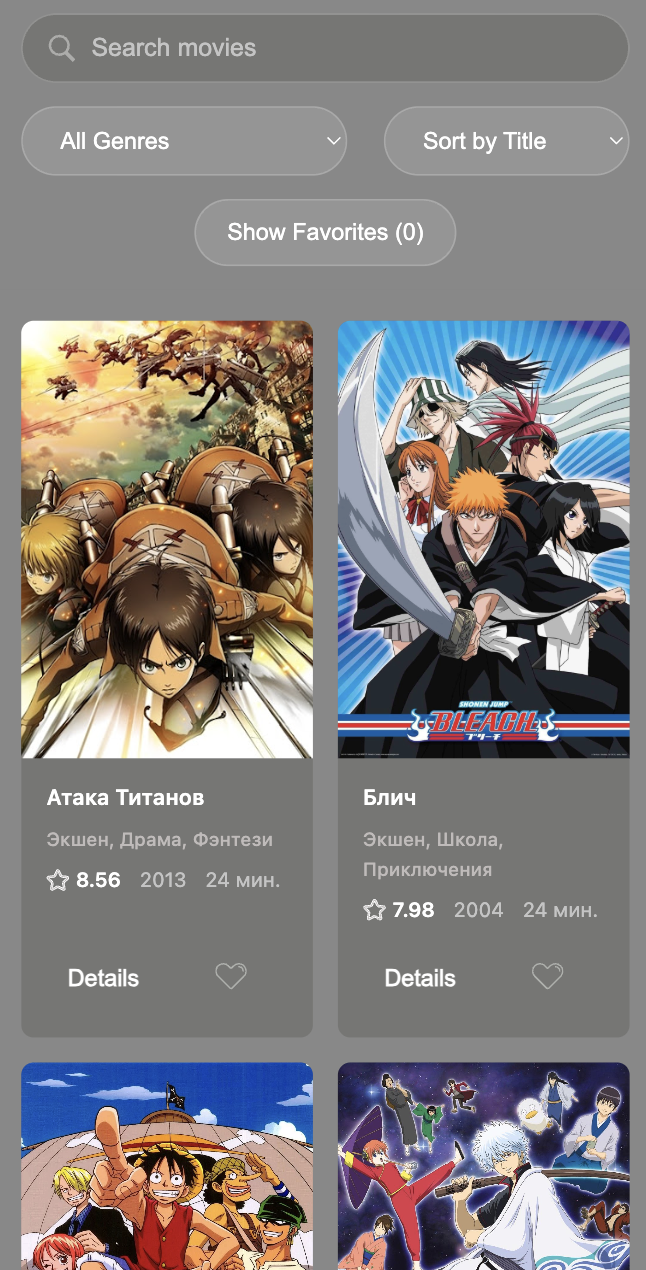 Search movies
All Genres
Sort by Title
Show Favorites (0)
SHONEN JUMP
BLEACH
ブリーチ
Атака Титанов
Экшен, Драма, Фэнтези
8.56 2013 24 мин.
Details
Блич
Экшен, Школа,
Приключения
7.98 2004 24 мин.
Details